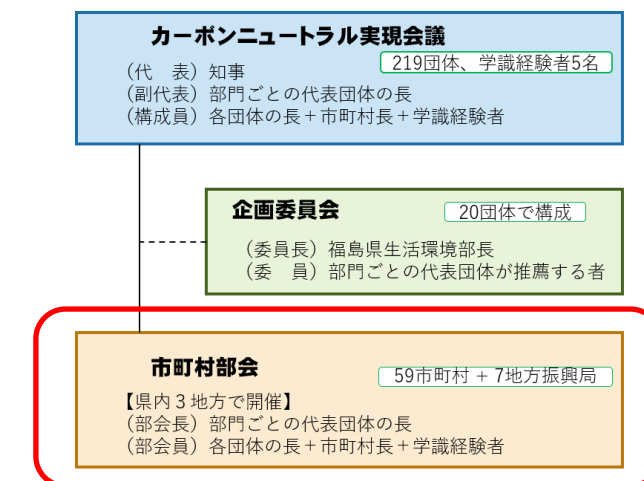 カーボンニュートラル実現会議
219団体、学識経験者5名
（代　表）知事
（副代表）部門ごとの代表団体の長
（構成員）各団体の長＋市町村長＋学識経験者
企画委員会
20団体で構成
（委員長）福島県生活環境部長
（委　員）部門ごとの代表団体が推薦する者
市町村部会
59市町村 + 7地方振興局
【県内３地方で開催】
（部会長）部門ごとの代表団体の長
（部会員）各団体の長＋市町村長＋学識経験者